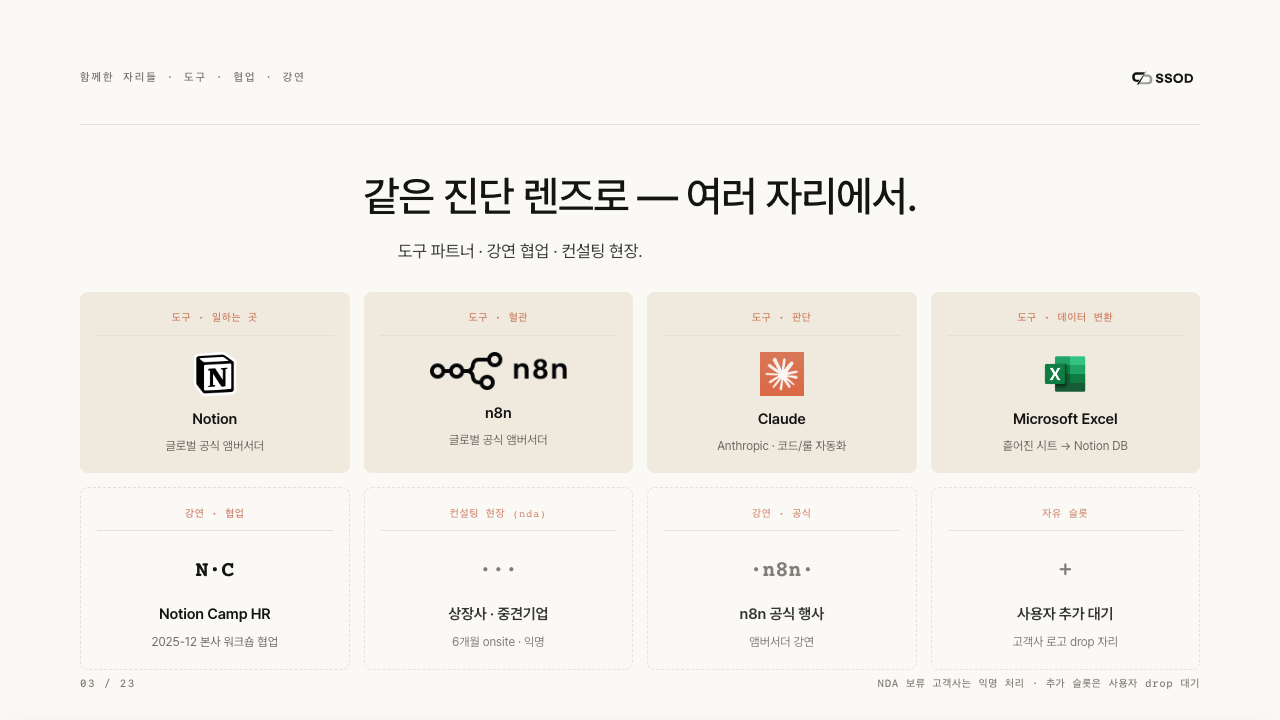 함께한 자리들 · 도구 · 협업 · 강연
SSOD
같은 진단 렌즈로 — 여러 자리에서.
도구 파트너 · 강연 협업 · 컨설팅 현장.
도구 · 일하는 곳
N
Notion
글로벌 공식 앰버서더
도구 · 혈관
n8n
n8n
글로벌 공식 앰버서더
도구 · 판단
Claude
Anthropic · 코드/룰 자동화
도구 · 데이터 변환
X
Microsoft Excel
흩어진 시트 → Notion DB
강연 · 협업
N·C
Notion Camp HR
2025-12 본사 워크숍 협업
컨설팅 현장 (nda)
···
상장사 · 중견기업
6개월 onsite · 익명
강연 · 공식
·n8n·
n8n 공식 행사
앰버서더 강연
자유 슬롯
+
사용자 추가 대기
고객사 로고 drop 자리
03 / 23
NDA 보류 고객사는 익명 처리 · 추가 슬롯은 사용자 drop 대기